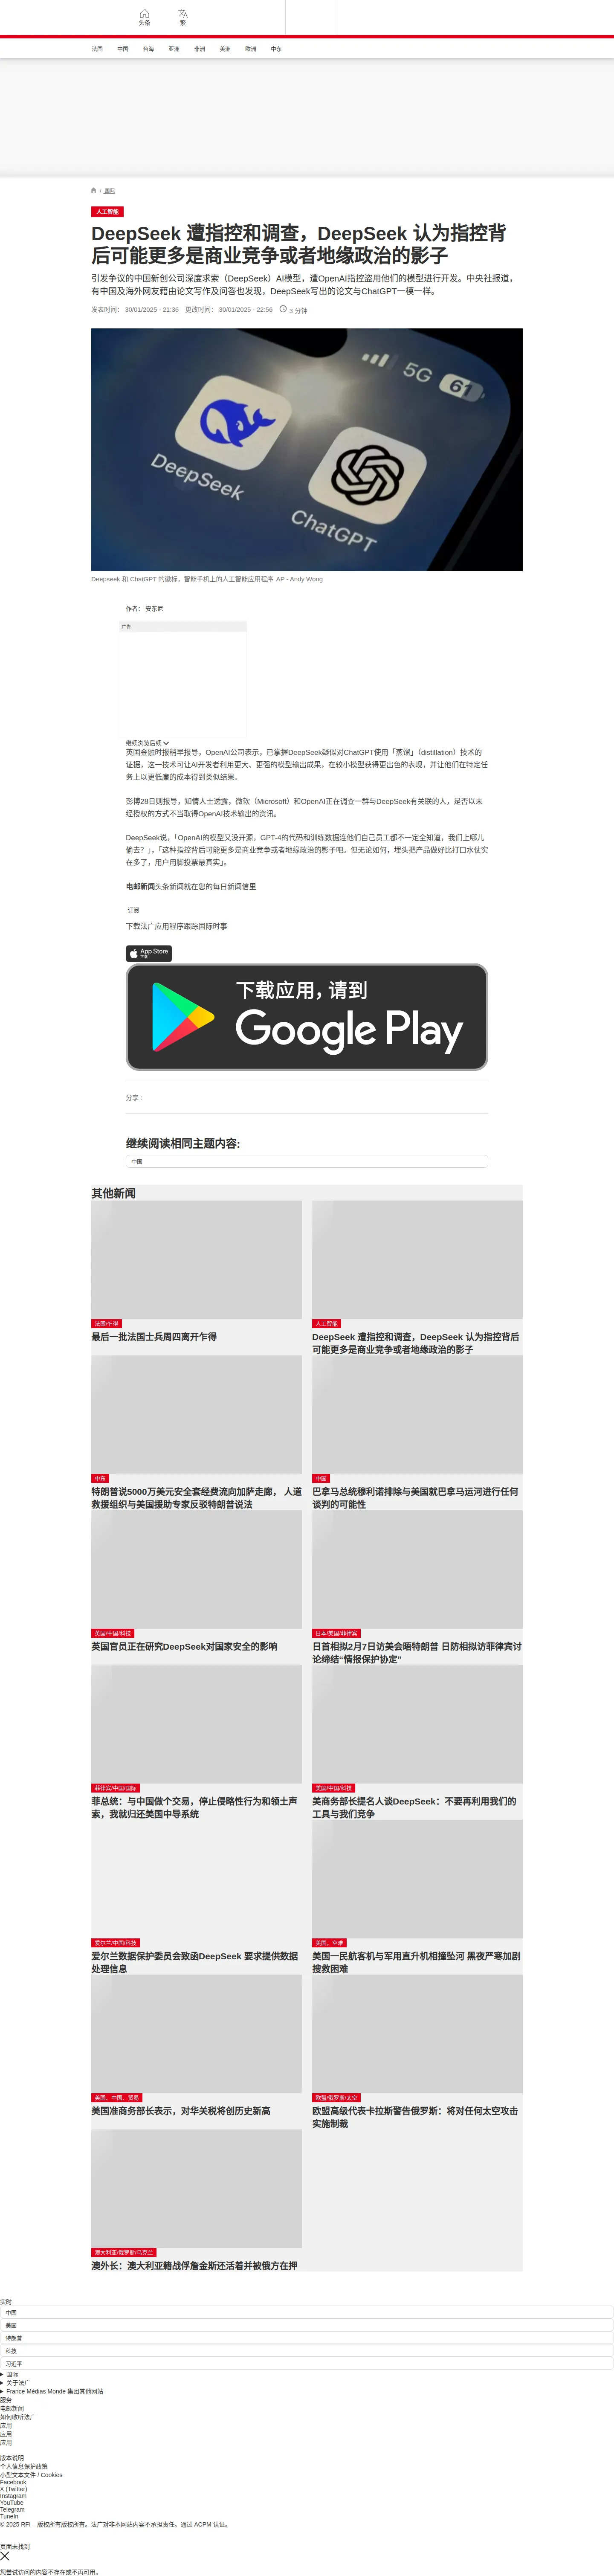 头条
繁
法国
中国
台海
亚洲
非洲
美洲
欧洲
中东
/ 国际
人工智能
DeepSeek 遭指控和调查，DeepSeek 认为指控背
后可能更多是商业竞争或者地缘政治的影子
引发争议的中国新创公司深度求索（DeepSeek）AI模型，遭OpenAI指控盗用他们的模型进行开发。中央社报道，
有中国及海外网友藉由论文写作及问答也发现，DeepSeek写出的论文与ChatGPT一模一样。
发表时间： 30/01/2025 - 21:36 更改时间： 30/01/2025 - 22:56 3 分钟
5G 61
DeepSeek
ChatGPT
Deepseek 和 ChatGPT 的徽标，智能手机上的人工智能应用程序 AP - Andy Wong
作者： 安东尼
广告
继续浏览后续
英国金融时报稍早报导，OpenAI公司表示，已掌握DeepSeek疑似对ChatGPT使用「蒸馏」（distillation）技术的
证据，这一技术可让AI开发者利用更大、更强的模型输出成果，在较小模型获得更出色的表现，并让他们在特定任
务上以更低廉的成本得到类似结果。
彭博28日则报导，知情人士透露，微软（Microsoft）和OpenAI正在调查一群与DeepSeek有关联的人，是否以未
经授权的方式不当取得OpenAI技术输出的资讯。
DeepSeek说，「OpenAI的模型又没开源，GPT-4的代码和训练数据连他们自己员工都不一定全知道，我们上哪儿
偷去？」，「这种指控背后可能更多是商业竞争或者地缘政治的影子吧。但无论如何，埋头把产品做好比打口水仗实
在多了，用户用脚投票最真实」。
电邮新闻头条新闻就在您的每日新闻信里
订阅
下载法广应用程序跟踪国际时事
App Store
下载
下载应用，请到
Google Play
分享 :
继续阅读相同主题内容:
中国
其他新闻
法国/乍得
最后一批法国士兵周四离开乍得
人工智能
DeepSeek 遭指控和调查，DeepSeek 认为指控背后
可能更多是商业竞争或者地缘政治的影子
中东
特朗普说5000万美元安全套经费流向加萨走廊， 人道
救援组织与美国援助专家反驳特朗普说法
中国
巴拿马总统穆利诺排除与美国就巴拿马运河进行任何
谈判的可能性
美国/中国/科技
英国官员正在研究DeepSeek对国家安全的影响
日本/美国/菲律宾
日首相拟2月7日访美会晤特朗普 日防相拟访菲律宾讨
论缔结“情报保护协定”
菲律宾/中国/国际
菲总统：与中国做个交易，停止侵略性行为和领土声
索，我就归还美国中导系统
美国/中国/科技
美商务部长提名人谈DeepSeek：不要再利用我们的
工具与我们竞争
爱尔兰/中国/科技
爱尔兰数据保护委员会致函DeepSeek 要求提供数据
处理信息
美国，空难
美国一民航客机与军用直升机相撞坠河 黑夜严寒加剧
搜救困难
美国、中国、贸易
美国准商务部长表示，对华关税将创历史新高
欧盟/俄罗斯/太空
欧盟高级代表卡拉斯警告俄罗斯：将对任何太空攻击
实施制裁
澳大利亚/俄罗斯/乌克兰
澳外长：澳大利亚籍战俘詹金斯还活着并被俄方在押
实时
中国
美国
特朗普
科技
习近平
国际
关于法广
France Médias Monde 集团其他网站
服务
电邮新闻
如何收听法广
应用
应用
应用
版本说明
个人信息保护政策
小型文本文件 / Cookies
Facebook
X (Twitter)
Instagram
YouTube
Telegram
TuneIn
© 2025 RFI – 版权所有版权所有。法广对非本网站内容不承担责任。通过 ACPM 认证。
页面未找到
您尝试访问的内容不存在或不再可用。